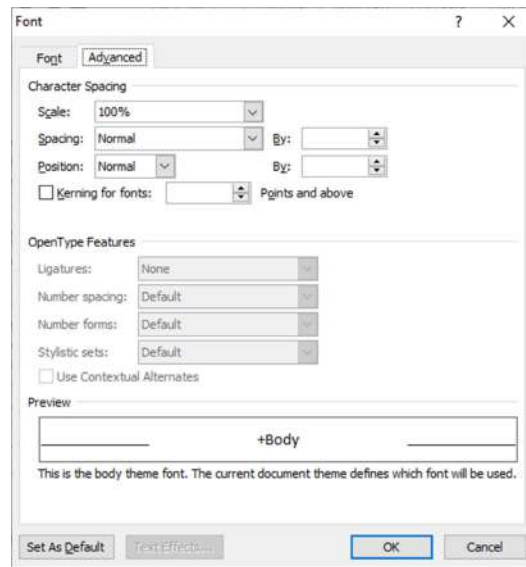 Font ? X
Font Advanced
Character Spacing
Scale: 100%
Spacing: Normal By:
Position: Normal By:
Kerning for fonts: Points and above
OpenType Features
Ligatures: None
Number spacing: Default
Number forms: Default
Stylistic sets: Default
Use Contextual Alternates
Preview
+Body
This is the body theme font. The current document theme defines which font will be used.
Set As Default Text Effects... OK Cancel